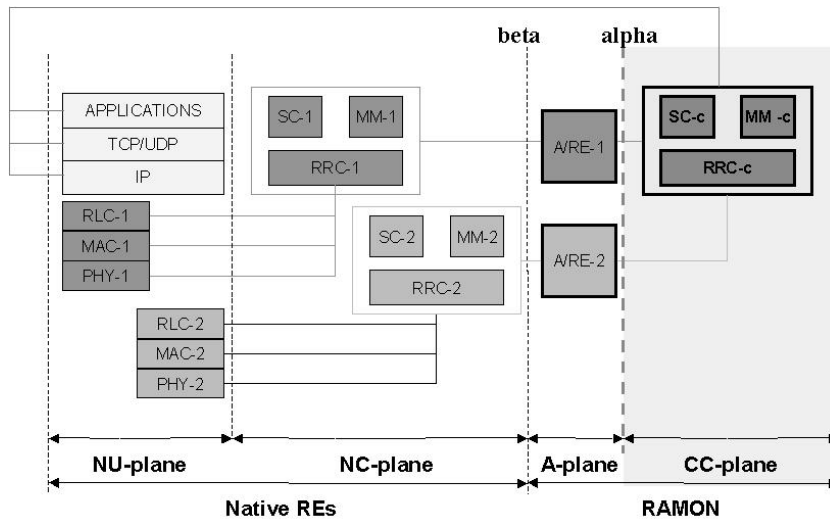 beta alpha
APPLICATIONS
TCP/UDP
IP
SC-1 MM-1
RRC-1
A/RE-1
SC-c MM -c
RRC-c
RLC-1
MAC-1
PHY-1
SC-2 MM-2
RRC-2
A/RE-2
RLC-2
MAC-2
PHY-2
NU-plane NC-plane A-plane CC-plane
Native REs RAMON